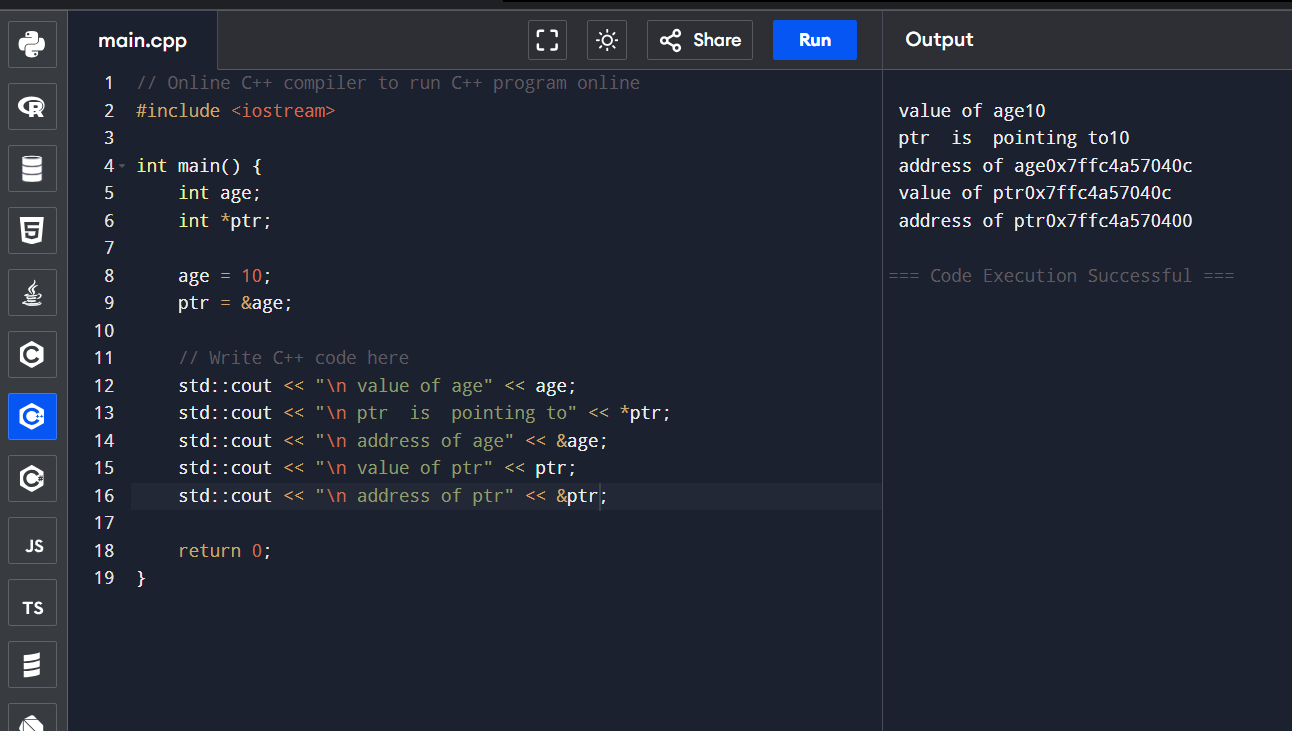 main.cpp
Share
Run
Output
1 // Online C++ compiler to run C++ program online
2 #include <iostream>
3
4 int main() {
5     int age;
6     int *ptr;
7
8     age = 10;
9     ptr = &age;
10
11     // Write C++ code here
12     std::cout << "\n value of age" << age;
13     std::cout << "\n ptr  is  pointing to" << *ptr;
14     std::cout << "\n address of age" << &age;
15     std::cout << "\n value of ptr" << ptr;
16     std::cout << "\n address of ptr" << &ptr;
17
18     return 0;
19 }
value of age10
ptr  is  pointing to10
address of age0x7ffc4a57040c
value of ptr0x7ffc4a57040c
address of ptr0x7ffc4a570400
=== Code Execution Successful ===
R
5
C
C++
C#
JS
TS